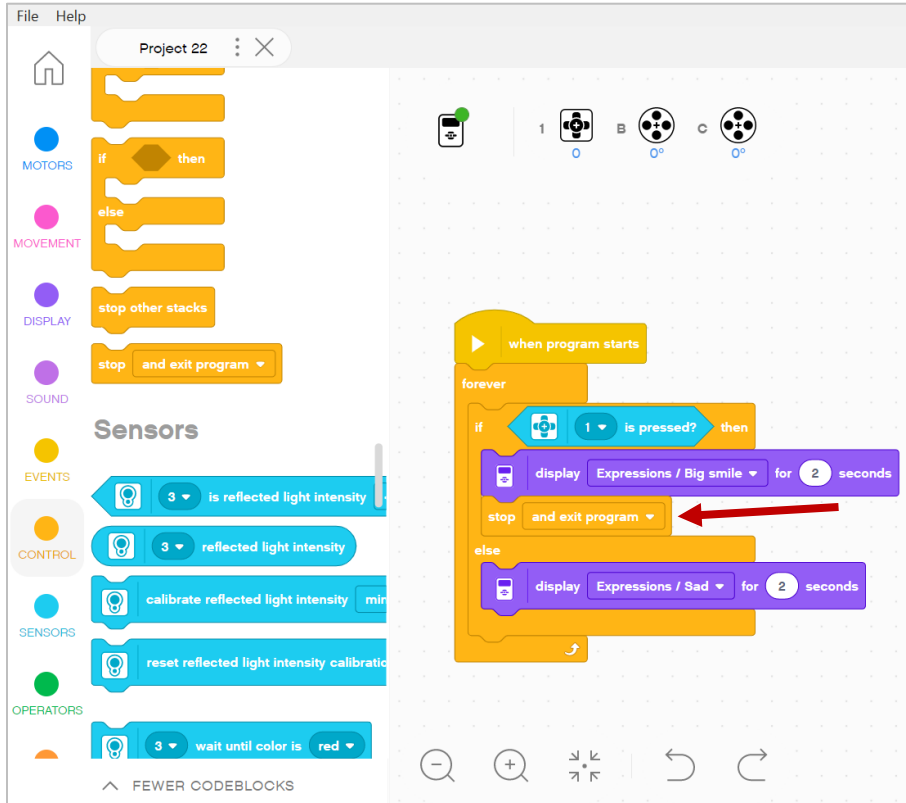 File Help
Project 22
MOTORS
MOVEMENT
DISPLAY
SOUND
EVENTS
CONTROL
SENSORS
OPERATORS
if then
else
stop other stacks
stop and exit program
Sensors
3 is reflected light intensity
3 reflected light intensity
calibrate reflected light intensity min
reset reflected light intensity calibratic
3 wait until color is red
FEWER CODEBLOCKS
1 B C
0 0° 0°
when program starts
forever
if 1 is pressed? then
display Expressions / Big smile for 2 seconds
stop and exit program
else
display Expressions / Sad for 2 seconds